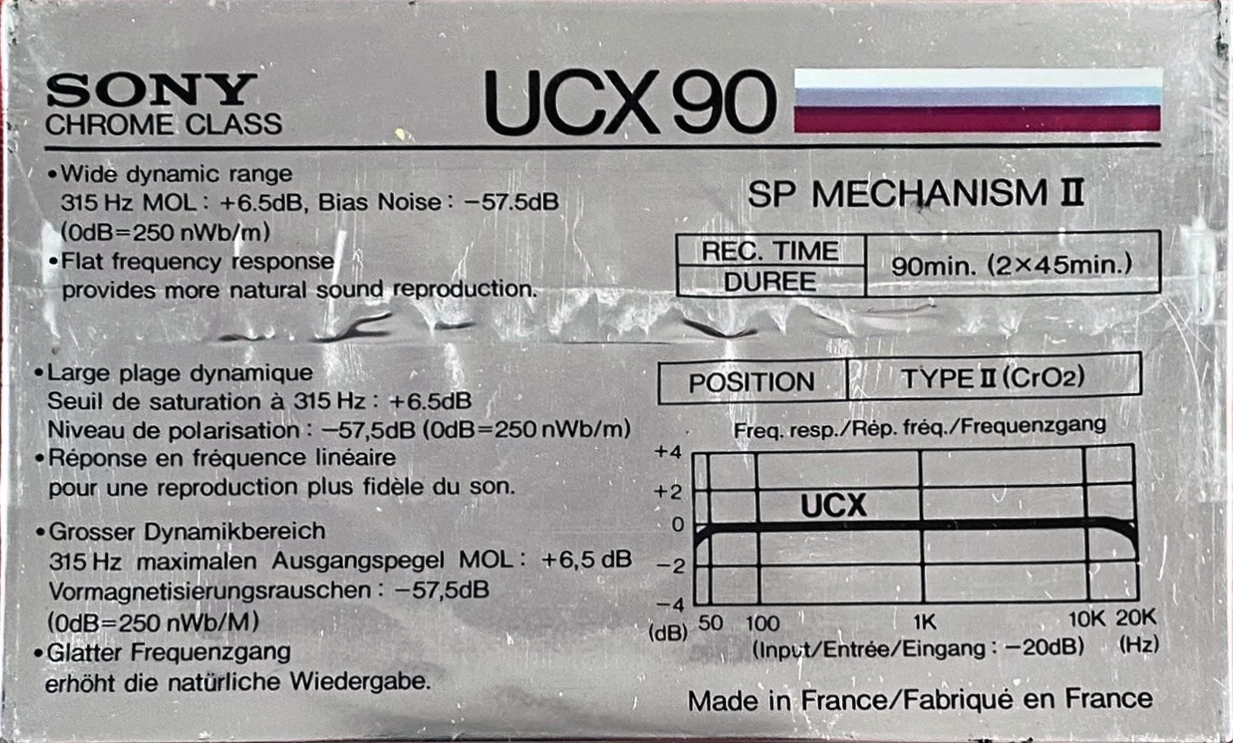 SONY
CHROME CLASS
UCX 90
•Wide dynamic range
315 Hz MOL : +6.5dB, Bias Noise : −57.5dB
(0dB=250 nWb/m)
•Flat frequency response
provides more natural sound reproduction.
•Large plage dynamique
Seuil de saturation à 315 Hz : +6.5dB
Niveau de polarisation : −57,5dB (0dB=250 nWb/m)
•Réponse en fréquence linéaire
pour une reproduction plus fidèle du son.
•Grosser Dynamikbereich
315 Hz maximalen Ausgangspegel MOL : +6,5 dB
Vormagnetisierungsrauschen : −57,5dB
(0dB=250 nWb/M)
•Glatter Frequenzgang
erhöht die natürliche Wiedergabe.
SP MECHANISM II
REC. TIME
DUREE
90min. (2×45min.)
POSITION
TYPE II (CrO2)
Freq. resp./Rép. fréq./Frequenzgang
+4
+2
0
−2
−4
(dB)
UCX
50 100 1K 10K 20K
(Input/Entrée/Eingang : −20dB) (Hz)
Made in France/Fabriqué en France